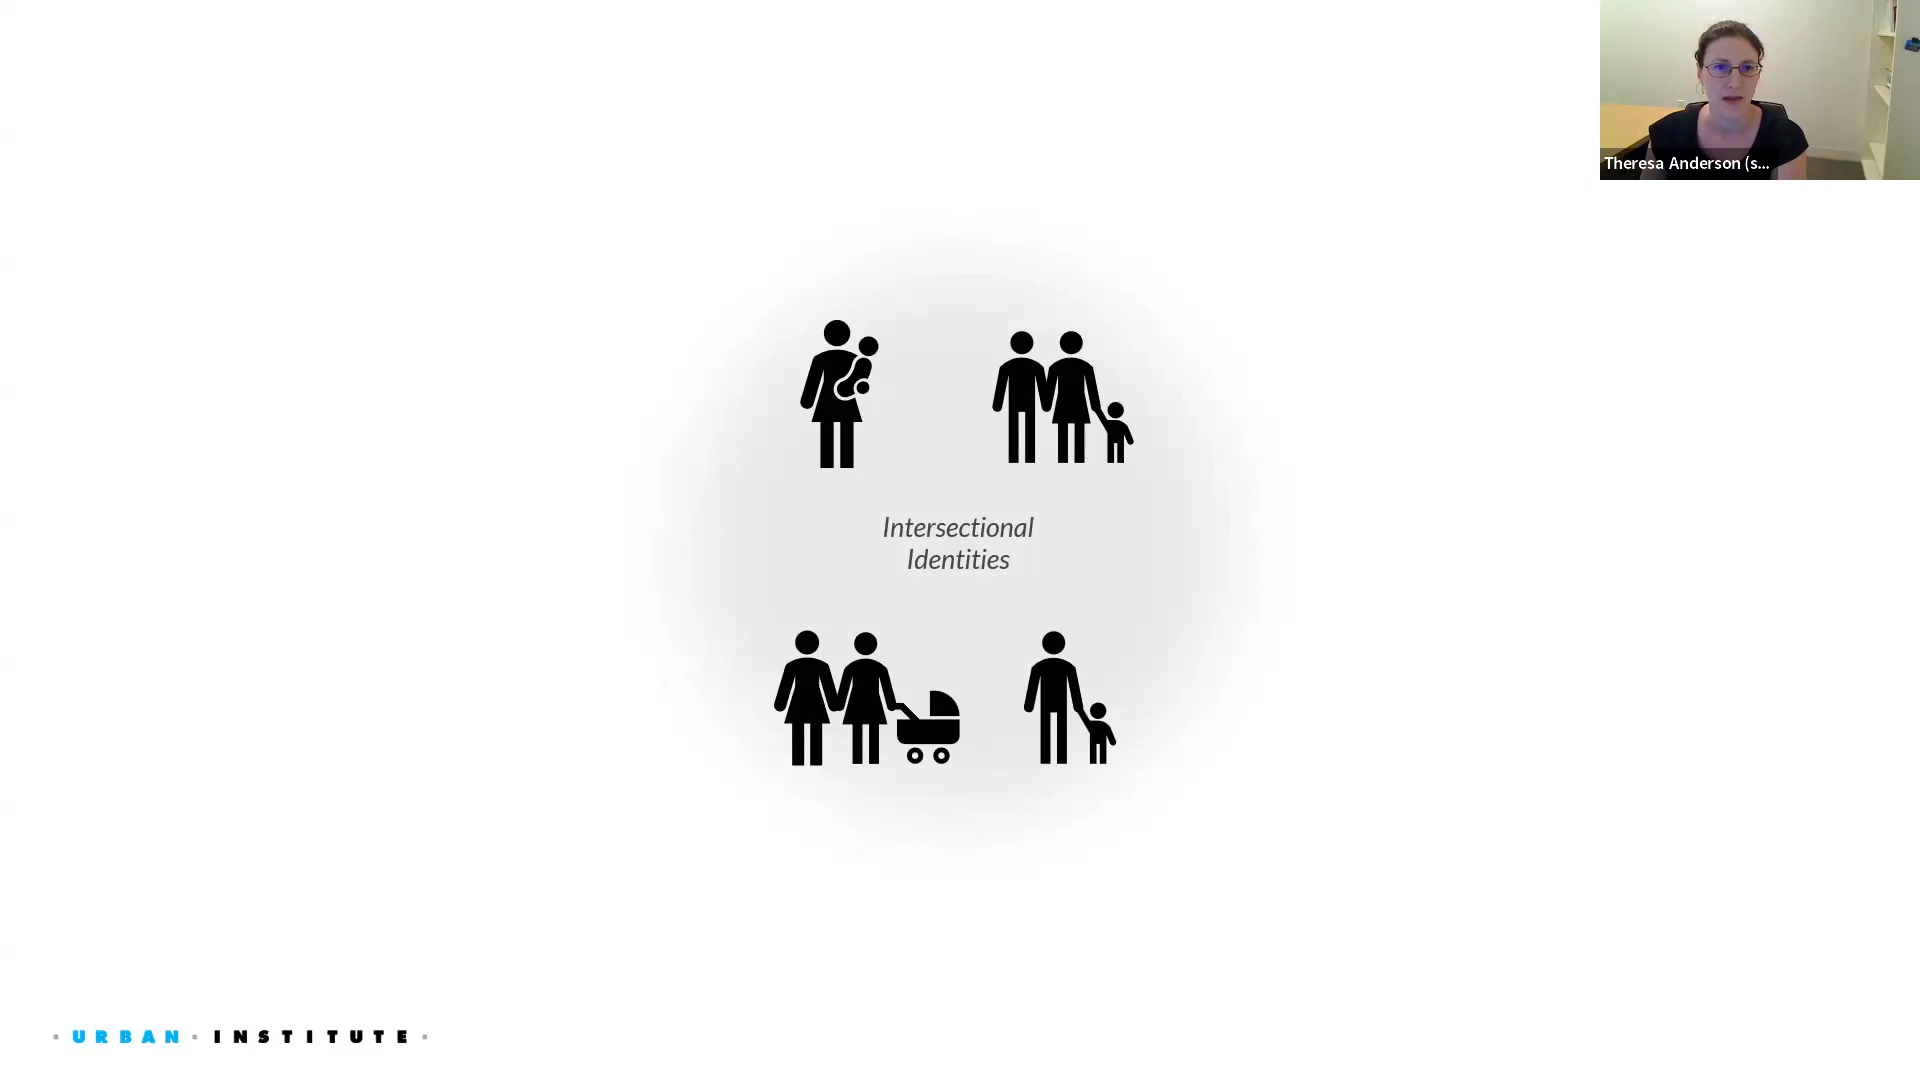 Theresa Anderson (s...
Intersectional
Identities
URBAN INSTITUTE